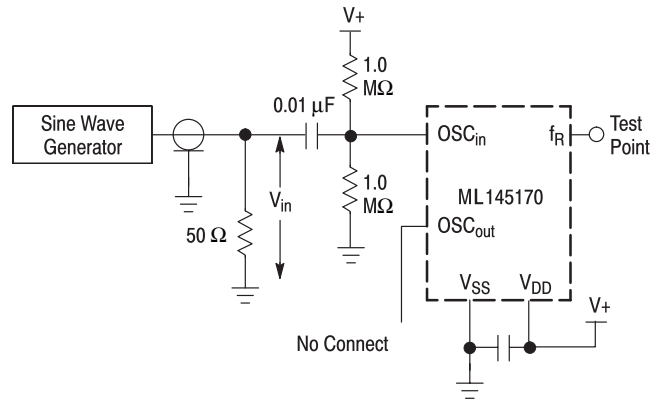 V+
1.0
MΩ
0.01 μF
Sine Wave
Generator
OSCin
fR
Test
Point
Vin
1.0
MΩ
ML145170
50 Ω
OSCout
VSS
VDD
V+
No Connect